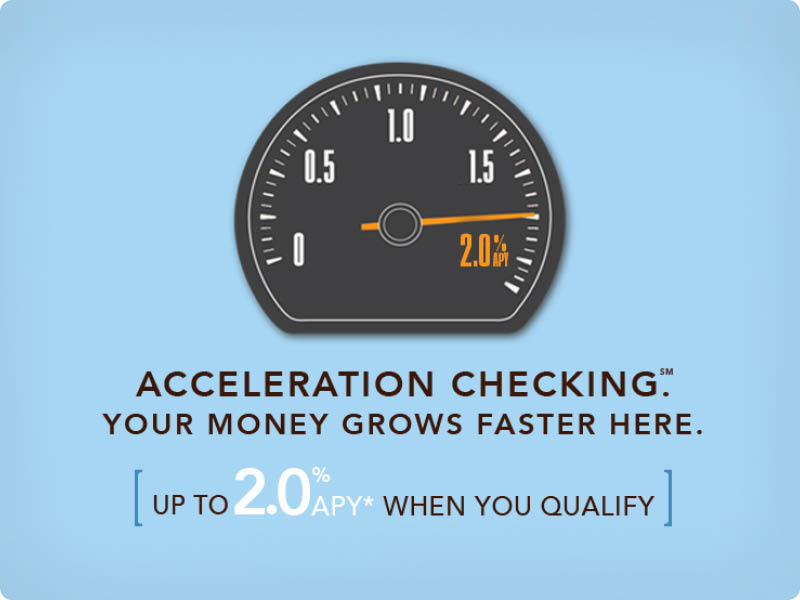 1.0
0.5
1.5
0
2.0% APY
ACCELERATION CHECKING.℠
YOUR MONEY GROWS FASTER HERE.
[ UP TO 2.0% APY* WHEN YOU QUALIFY ]